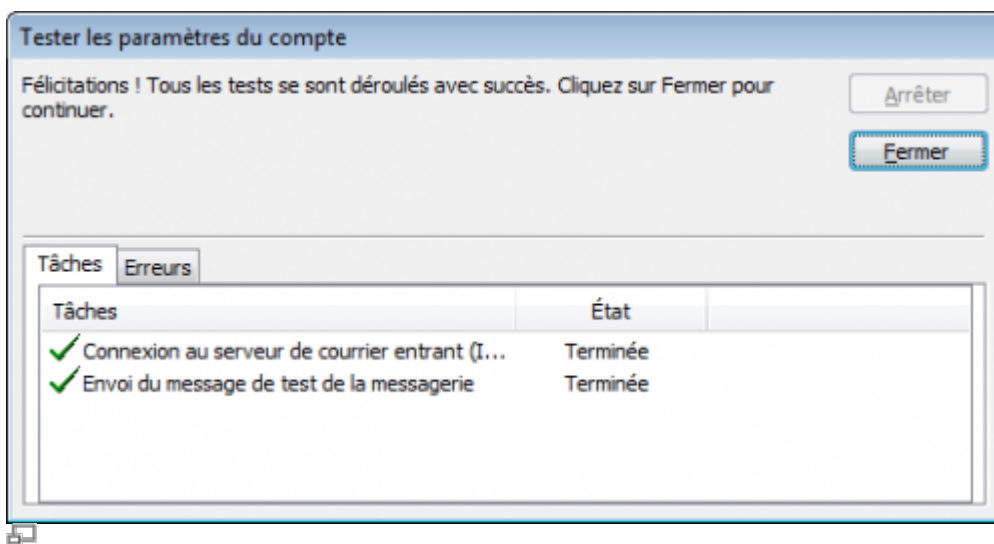 Tester les paramètres du compte
Félicitations ! Tous les tests se sont déroulés avec succès. Cliquez sur Fermer pour
continuer.
Arrêter
Fermer
Tâches Erreurs
Tâches État
Connexion au serveur de courrier entrant (I... Terminée
Envoi du message de test de la messagerie Terminée